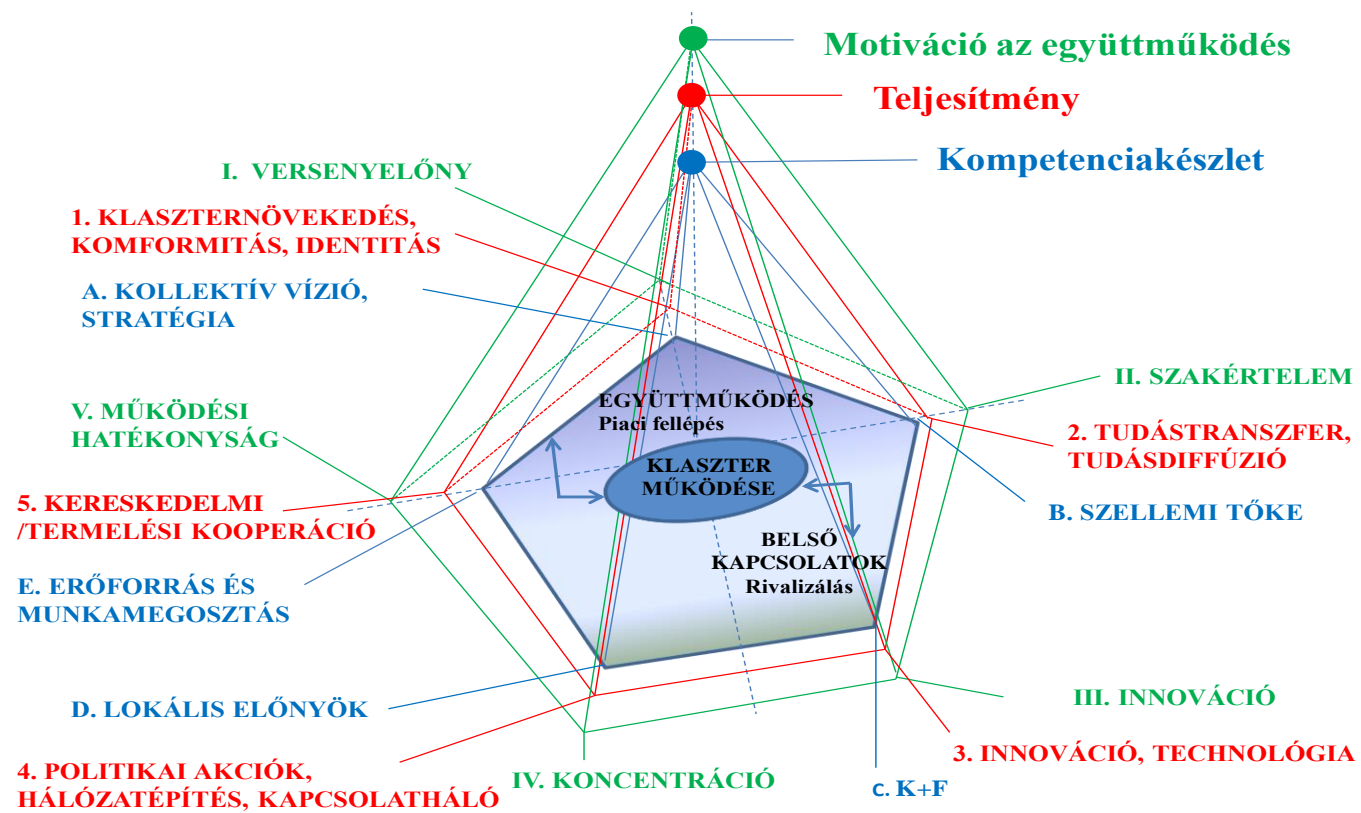 Motiváció az együttműködés
Teljesítmény
Kompetenciakészlet
I. VERSENYELŐNY
1. KLASZTERNÖVEKEDÉS,
KOMFORMITÁS, IDENTITÁS
A. KOLLEKTÍV VÍZIÓ,
STRATÉGIA
II. SZAKÉRTELEM
V. MŰKÖDÉSI
HATÉKONYSÁG
EGYÜTTMŰKÖDÉS
Piaci fellépés
2. TUDÁSTRANSZFER,
TUDÁSDIFFÚZIÓ
KLASZTER
MŰKÖDÉSE
5. KERESKEDELMI
/TERMELÉSI KOOPERÁCIÓ
B. SZELLEMI TŐKE
BELSŐ
KAPCSOLATOK
Rivalizálás
E. ERŐFORRÁS ÉS
MUNKAMEGOSZTÁS
D. LOKÁLIS ELŐNYÖK
III. INNOVÁCIÓ
3. INNOVÁCIÓ, TECHNOLÓGIA
4. POLITIKAI AKCIÓK,
HÁLÓZATÉPÍTÉS, KAPCSOLATHÁLÓ
IV. KONCENTRÁCIÓ
C. K+F